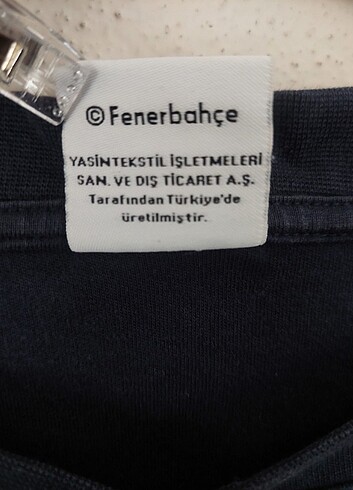 ©Fenerbahçe
YASİNTEKSTİL İŞLETMELERİ
SAN. VE DIŞ TİCARET A.Ş.
Tarafından Türkiye'de
üretilmiştir.